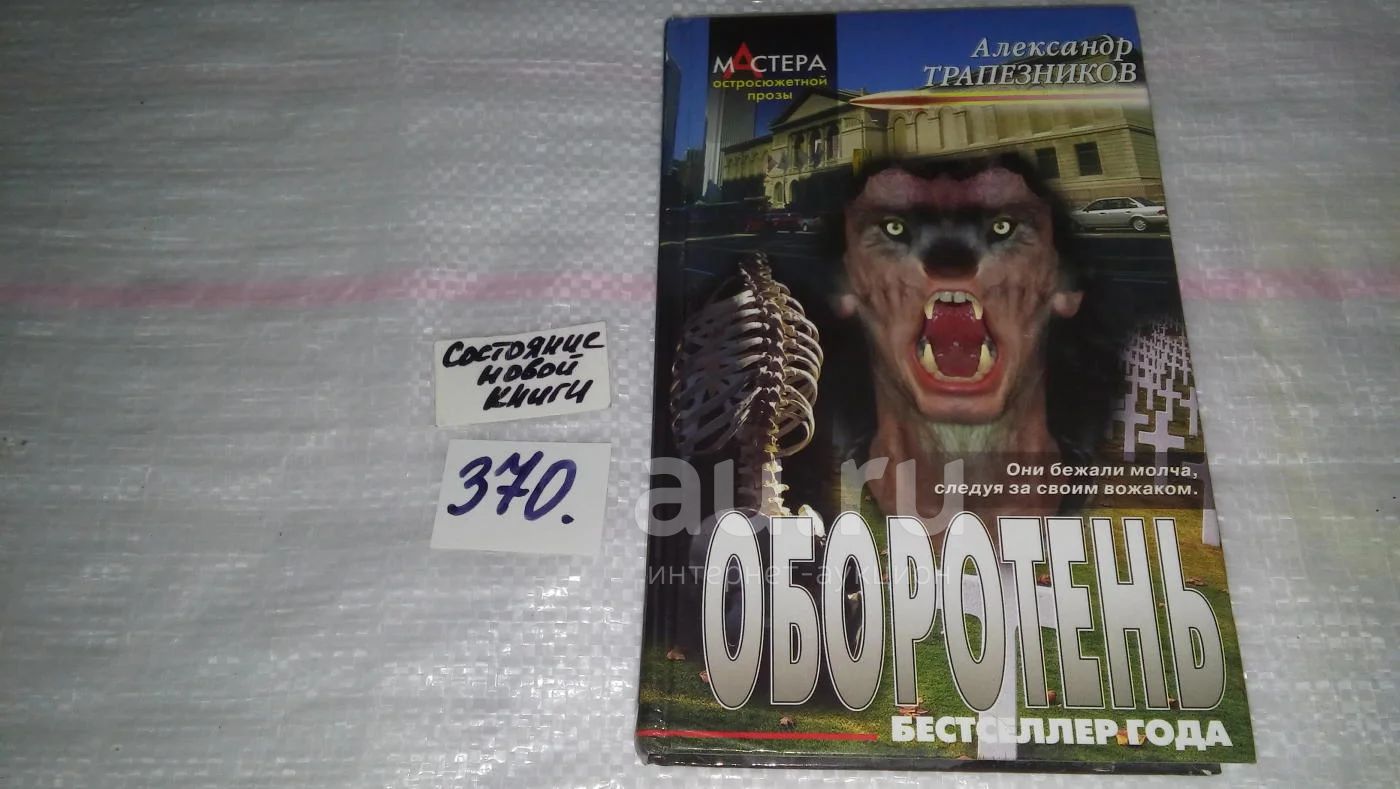 МАСТЕРА
остросюжетной
прозы
Александр
ТРАПЕЗНИКОВ
Состояние
новой
книги
370.
Они бежали молча,
следуя за своим вожаком.
au.ru
интернет-аукцион
ОБОРОТЕНЬ
БЕСТСЕЛЛЕР ГОДА